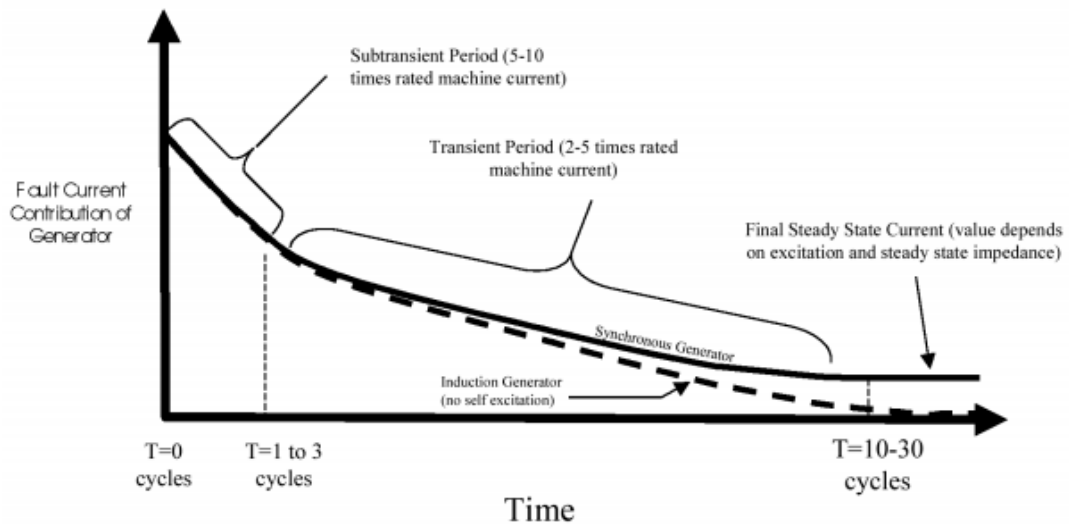 Subtransient Period (5-10
times rated machine current)
Transient Period (2-5 times rated
machine current)
Fault Current
Contribution of
Generator
Final Steady State Current (value depends
on excitation and steady state impedance)
Synchronous Generator
Induction Generator
(no self excitation)
T=0
cycles
T=1 to 3
cycles
T=10-30
cycles
Time